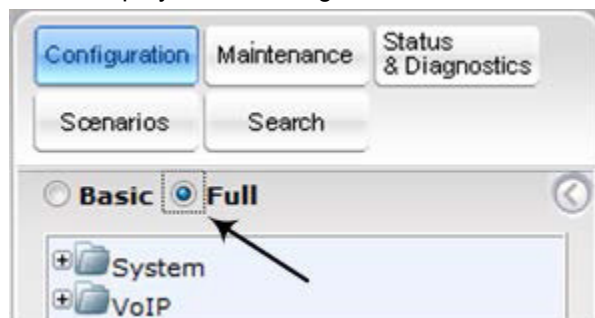 Configuration Maintenance Status & Diagnostics
Scenarios Search
Basic Full
System
VoIP